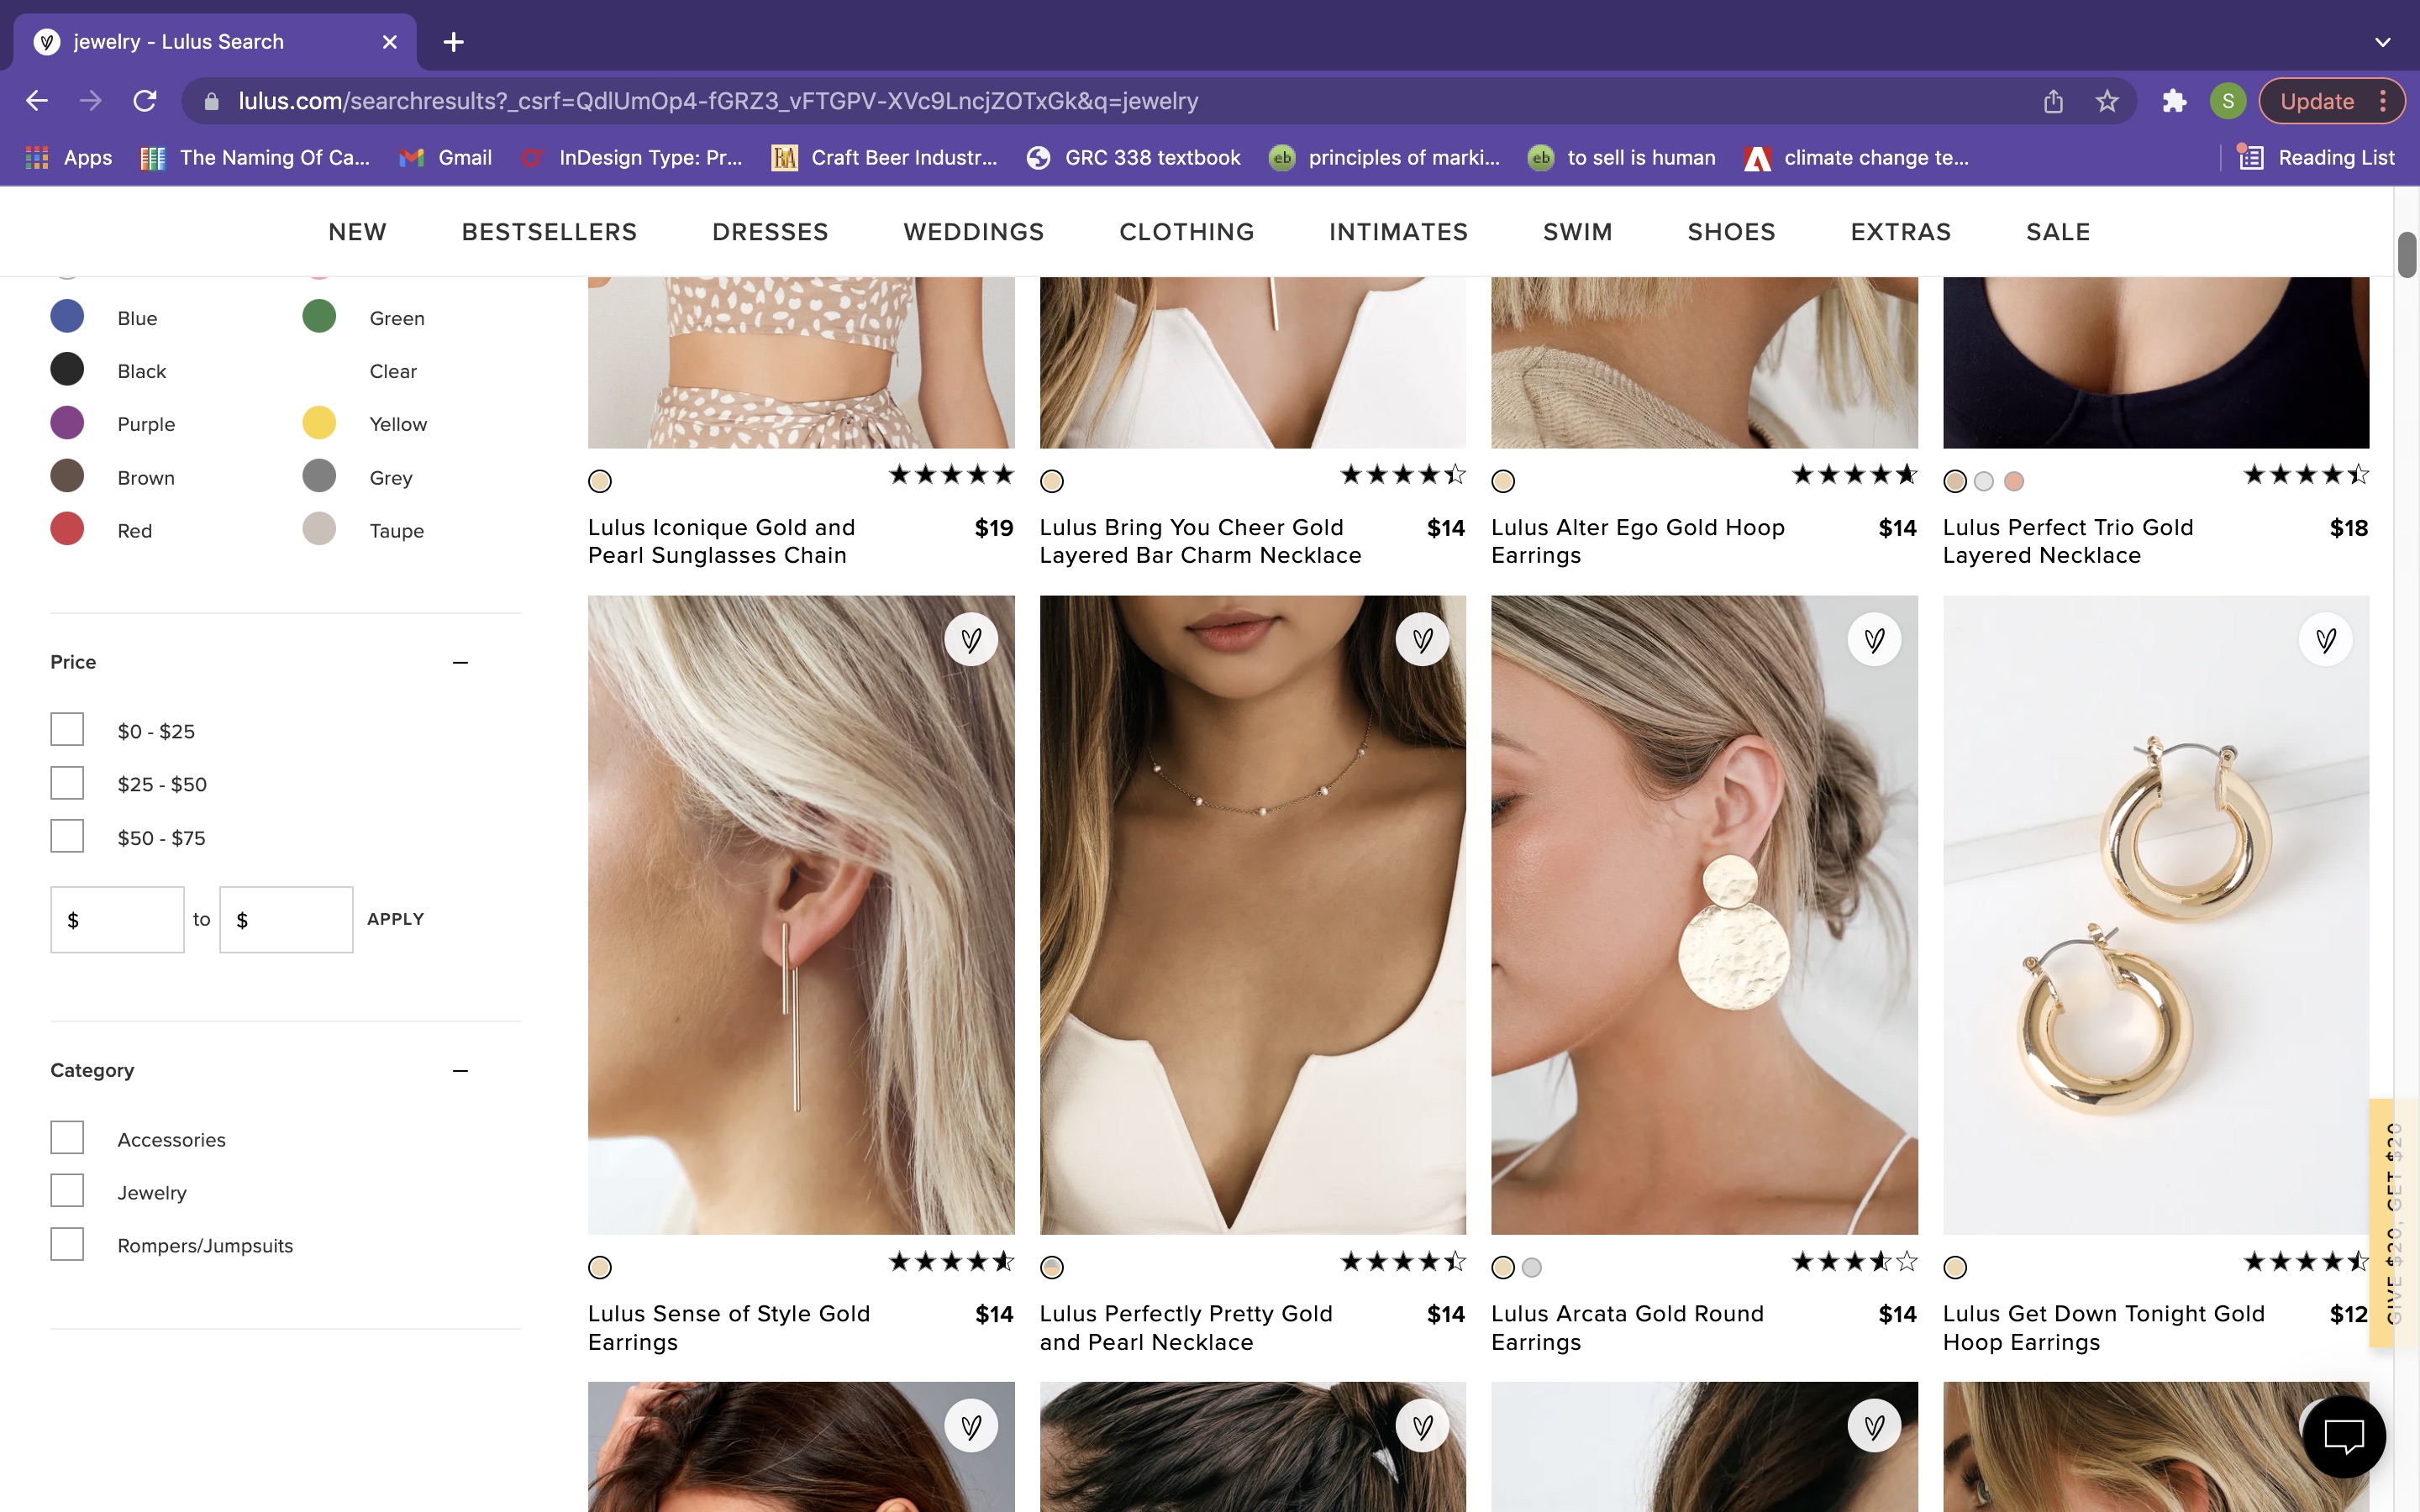 jewelry - Lulus Search
lulus.com/searchresults?_csrf=QdlUmOp4-fGRZ3_vFTGPV-XVc9LncjZOTxGk&q=jewelry
S
Update
Apps
The Naming Of Ca...
Gmail
InDesign Type: Pr...
BA
Craft Beer Industr...
GRC 338 textbook
eb
principles of marki...
eb
to sell is human
climate change te...
Reading List
NEW BESTSELLERS DRESSES WEDDINGS CLOTHING INTIMATES SWIM SHOES EXTRAS SALE
Blue
Green
Black
Clear
Purple
Yellow
Brown
Grey
Red
Taupe
Price
$0 - $25
$25 - $50
$50 - $75
$ to $ APPLY
Category
Accessories
Jewelry
Rompers/Jumpsuits
Lulus Iconique Gold and
Pearl Sunglasses Chain
$19
Lulus Bring You Cheer Gold
Layered Bar Charm Necklace
$14
Lulus Alter Ego Gold Hoop
Earrings
$14
Lulus Perfect Trio Gold
Layered Necklace
$18
Lulus Sense of Style Gold
Earrings
$14
Lulus Perfectly Pretty Gold
and Pearl Necklace
$14
Lulus Arcata Gold Round
Earrings
$14
Lulus Get Down Tonight Gold
Hoop Earrings
$12
GIVE $20, GET $20